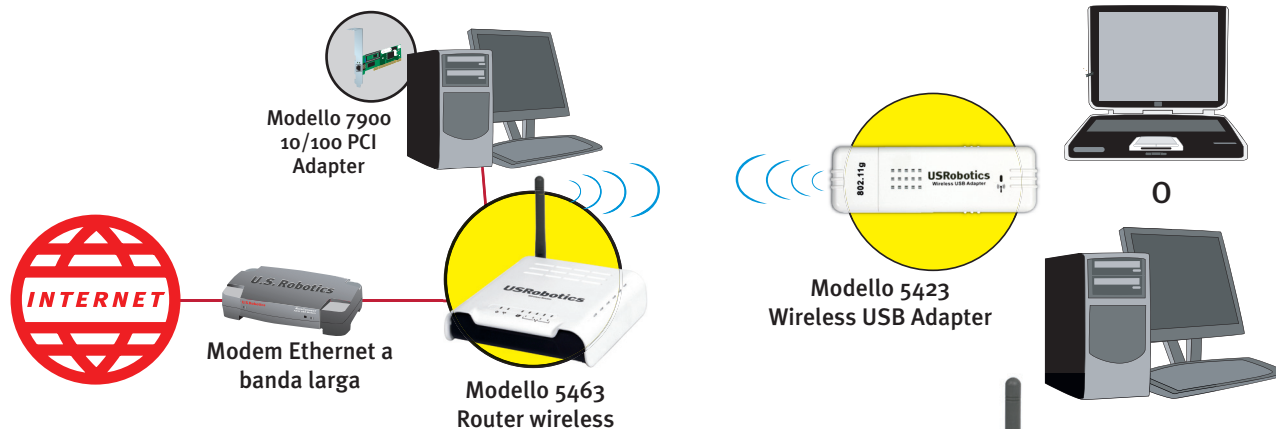 Modello 7900
10/100 PCI
Adapter
INTERNET
U.S. Robotics
Modem Ethernet a
banda larga
USRobotics
Modello 5463
Router wireless
802.11g
USRobotics
Wireless USB Adapter
Modello 5423
Wireless USB Adapter
O